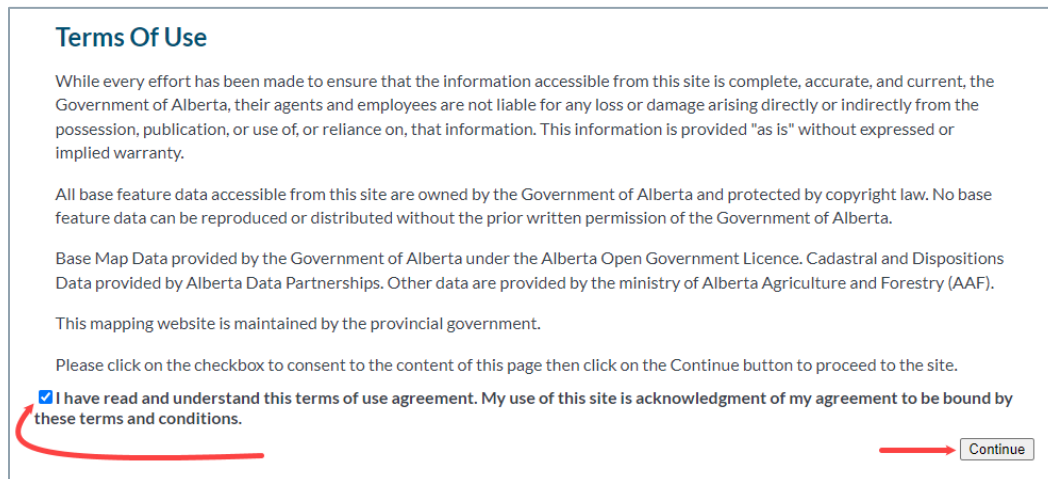 Terms Of Use
While every effort has been made to ensure that the information accessible from this site is complete, accurate, and current, the
Government of Alberta, their agents and employees are not liable for any loss or damage arising directly or indirectly from the
possession, publication, or use of, or reliance on, that information. This information is provided "as is" without expressed or
implied warranty.
All base feature data accessible from this site are owned by the Government of Alberta and protected by copyright law. No base
feature data can be reproduced or distributed without the prior written permission of the Government of Alberta.
Base Map Data provided by the Government of Alberta under the Alberta Open Government Licence. Cadastral and Dispositions
Data provided by Alberta Data Partnerships. Other data are provided by the ministry of Alberta Agriculture and Forestry (AAF).
This mapping website is maintained by the provincial government.
Please click on the checkbox to consent to the content of this page then click on the Continue button to proceed to the site.
I have read and understand this terms of use agreement. My use of this site is acknowledgment of my agreement to be bound by
these terms and conditions.
Continue